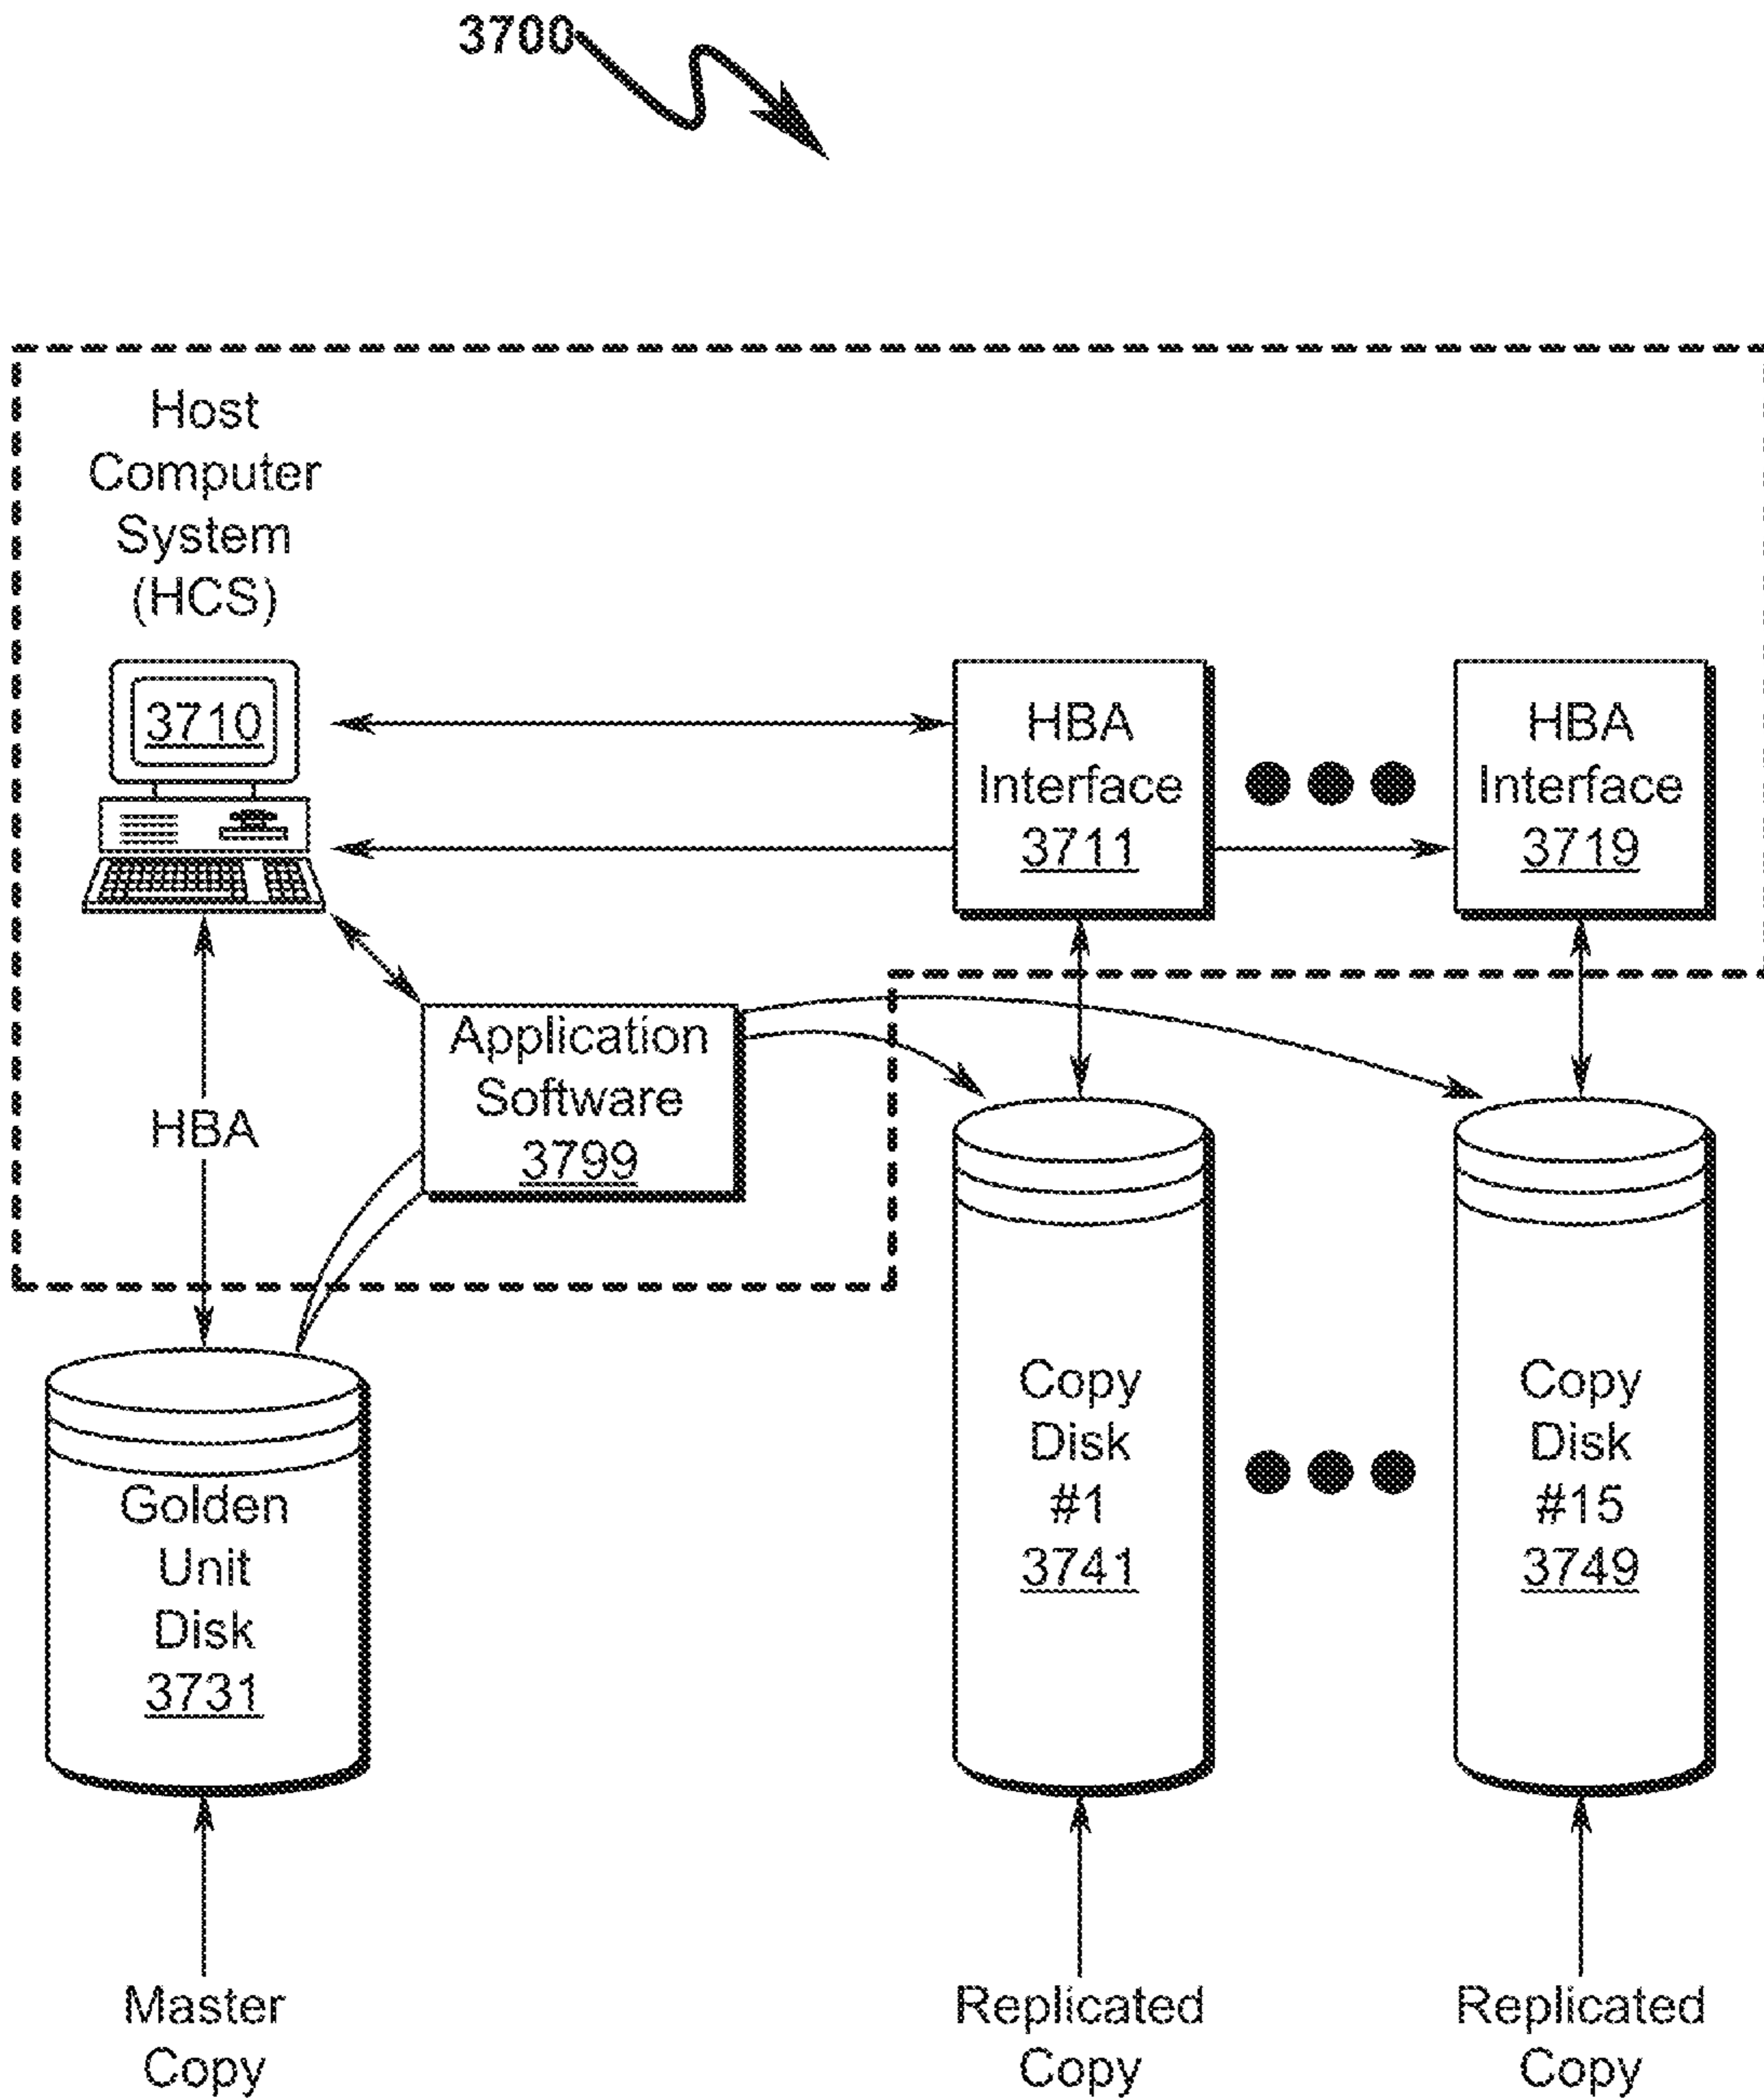 3700
Host
Computer
System
(HCS)
3710
HBA
Interface
3711
HBA
Interface
3719
Application
Software
3799
HBA
Golden
Unit
Disk
3731
Copy
Disk
#1
3741
Copy
Disk
#15
3749
Master
Copy
Replicated
Copy
Replicated
Copy